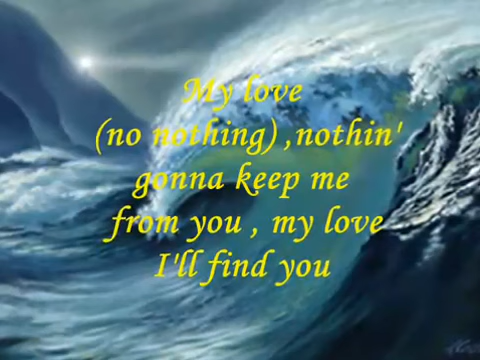 My love
(no nothing) ,nothin'
gonna keep me
from you , my love
I'll find you